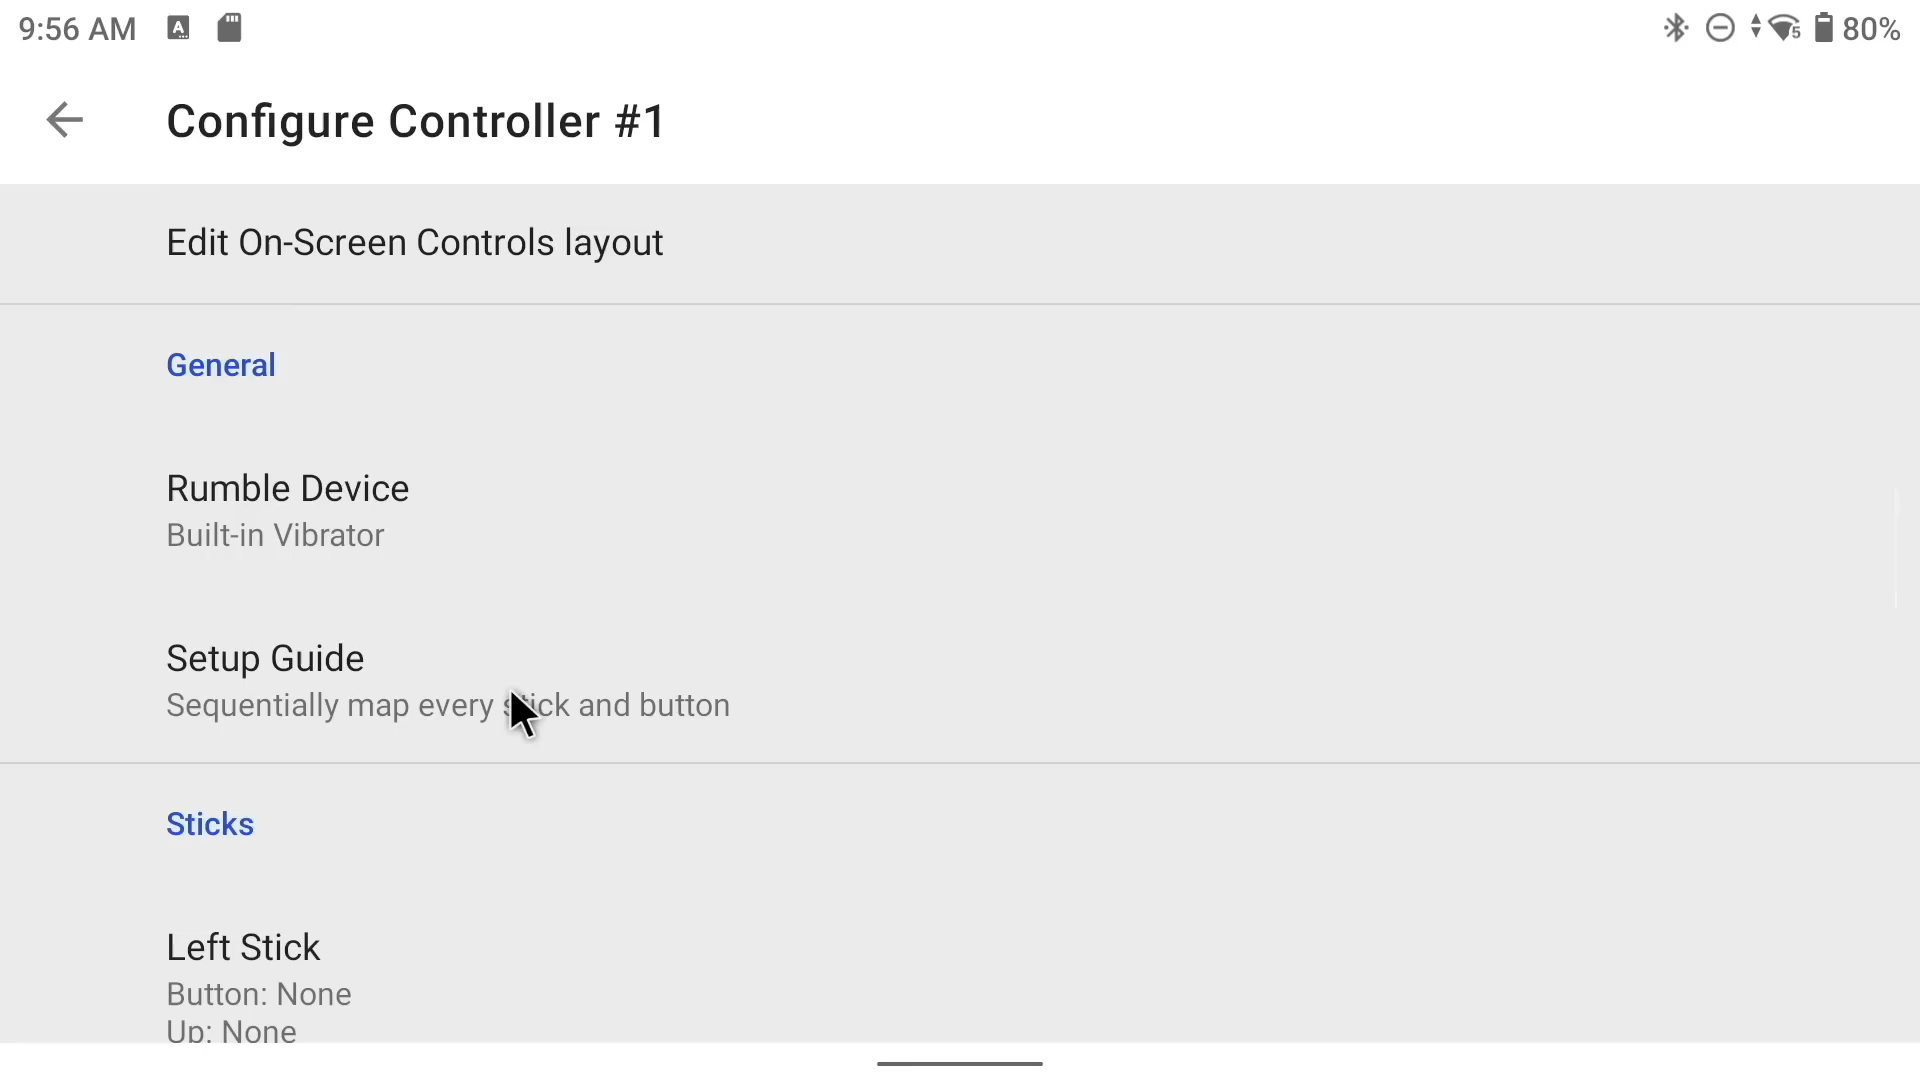 9:56 AM
A
5
80%
Configure Controller #1
Edit On-Screen Controls layout
General
Rumble Device
Built-in Vibrator
Setup Guide
Sequentially map every stick and button
Sticks
Left Stick
Button: None
Up: None